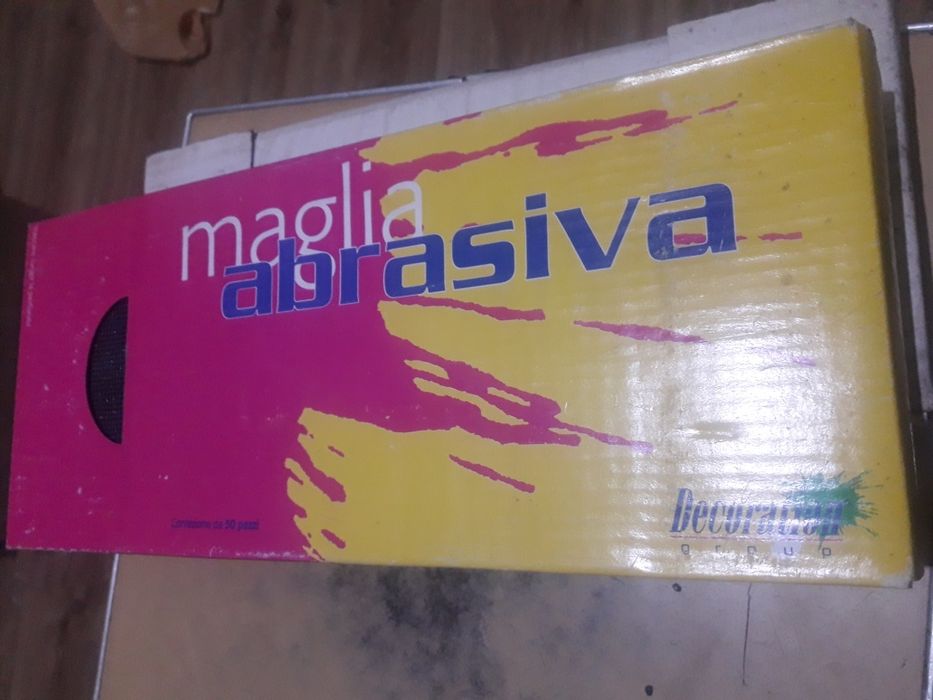 maglia
abrasiva
Confezione da 50 pezzi
Decoration
group